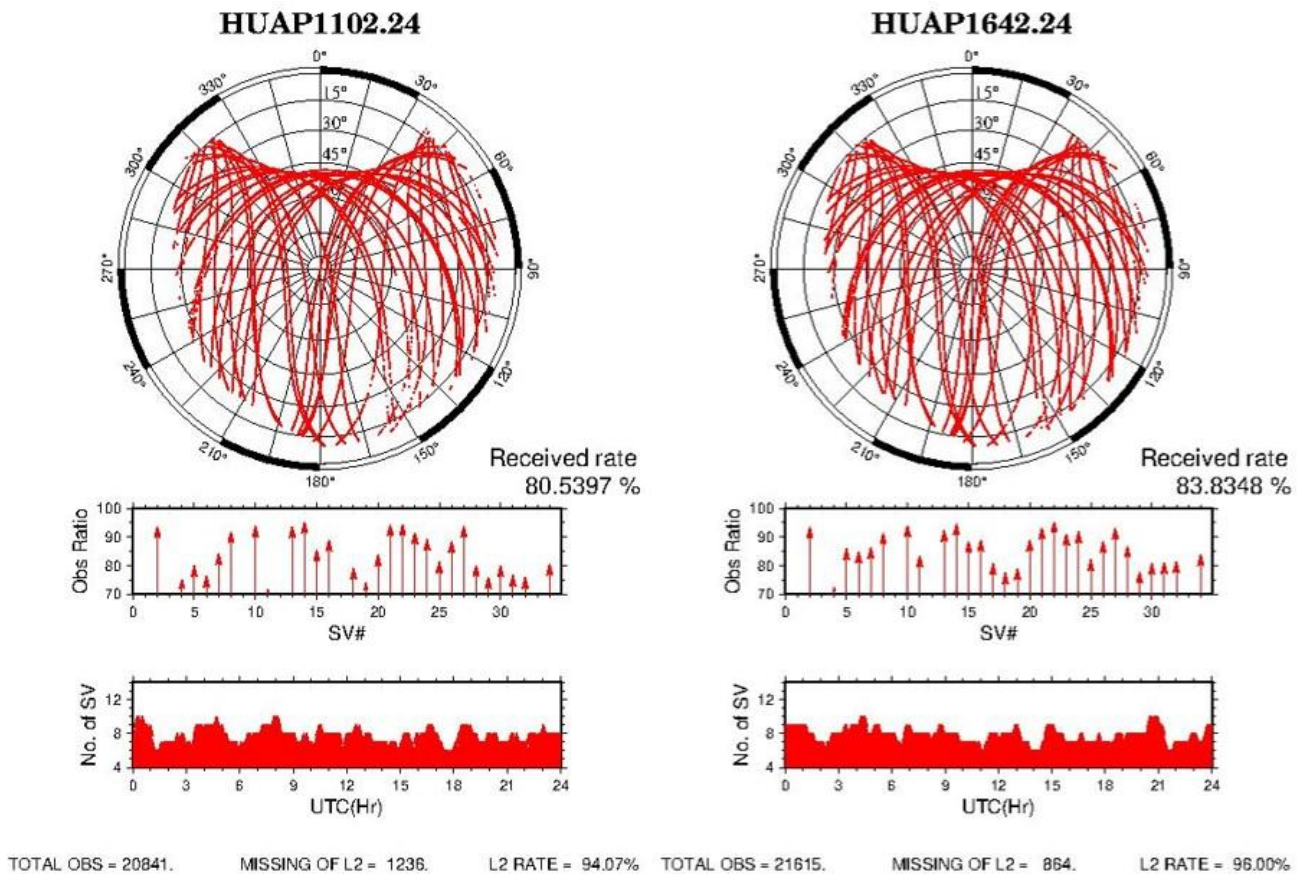 HUAP1102.24
0°
30°
60°
90°
120°
150°
180°
210°
240°
270°
300°
330°
15°
30°
45°
Received rate
80.5397 %
Obs Ratio
100
90
80
70
0 5 10 15 20 25 30
SV#
No. of SV
12
8
4
0 3 6 9 12 15 18 21 24
UTC(Hr)
TOTAL OBS = 20841. MISSING OF L2 = 1236. L2 RATE = 94.07%
HUAP1642.24
0°
30°
60°
90°
120°
150°
180°
210°
240°
270°
300°
330°
15°
30°
45°
Received rate
83.8348 %
Obs Ratio
100
90
80
70
0 5 10 15 20 25 30
SV#
No. of SV
12
8
4
0 3 6 9 12 15 18 21 24
UTC(Hr)
TOTAL OBS = 21615. MISSING OF L2 = 864. L2 RATE = 96.00%